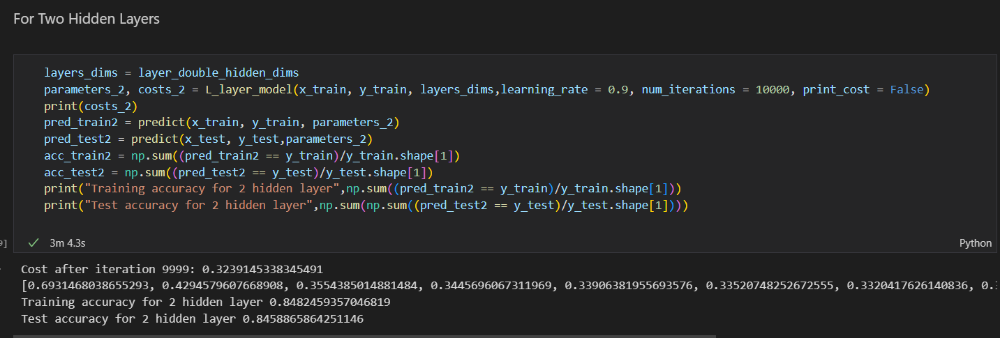 For Two Hidden Layers
layers_dims = layer_double_hidden_dims
parameters_2, costs_2 = L_layer_model(x_train, y_train, layers_dims,learning_rate = 0.9, num_iterations = 10000, print_cost = False)
print(costs_2)
pred_train2 = predict(x_train, y_train, parameters_2)
pred_test2 = predict(x_test, y_test,parameters_2)
acc_train2 = np.sum((pred_train2 == y_train)/y_train.shape[1])
acc_test2 = np.sum((pred_test2 == y_test)/y_test.shape[1])
print("Training accuracy for 2 hidden layer",np.sum((pred_train2 == y_train)/y_train.shape[1]))
print("Test accuracy for 2 hidden layer",np.sum(np.sum((pred_test2 == y_test)/y_test.shape[1])))
9] ✓ 3m 4.3s Python
Cost after iteration 9999: 0.3239145338345491
[0.6931468038655293, 0.4294579607668908, 0.3554385014881484, 0.3445696067311969, 0.33906381955693576, 0.33520748252672555, 0.3320417626140836,
Training accuracy for 2 hidden layer 0.8482459357046819
Test accuracy for 2 hidden layer 0.8458865864251146